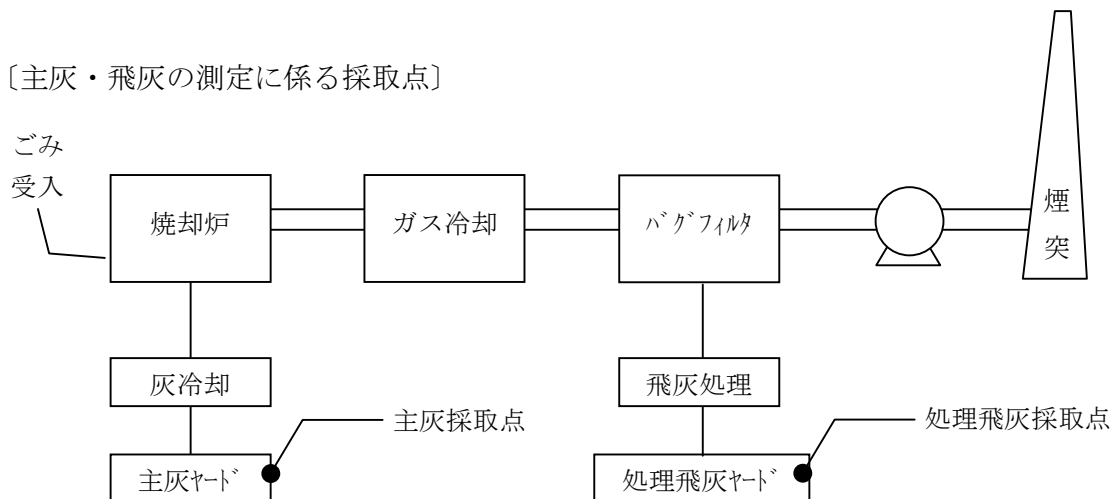 〔主灰・飛灰の測定に係る採取点〕
ごみ
受入
焼却炉
ガス冷却
バグフィルタ
煙
突
灰冷却
飛灰処理
主灰採取点
処理飛灰採取点
主灰ヤード
処理飛灰ヤード